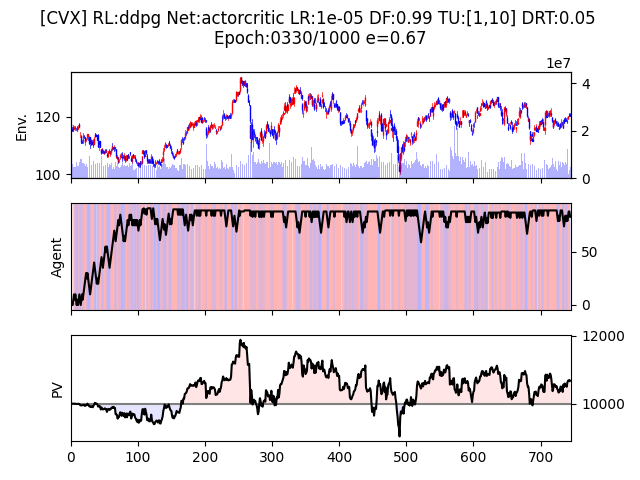 [CVX] RL:ddpg Net:actorcritic LR:1e-05 DF:0.99 TU:[1,10] DRT:0.05
Epoch:0330/1000 e=0.67
1e7
Env.
120
100
4
2
0
Agent
50
0
PV
12000
10000
0 100 200 300 400 500 600 700